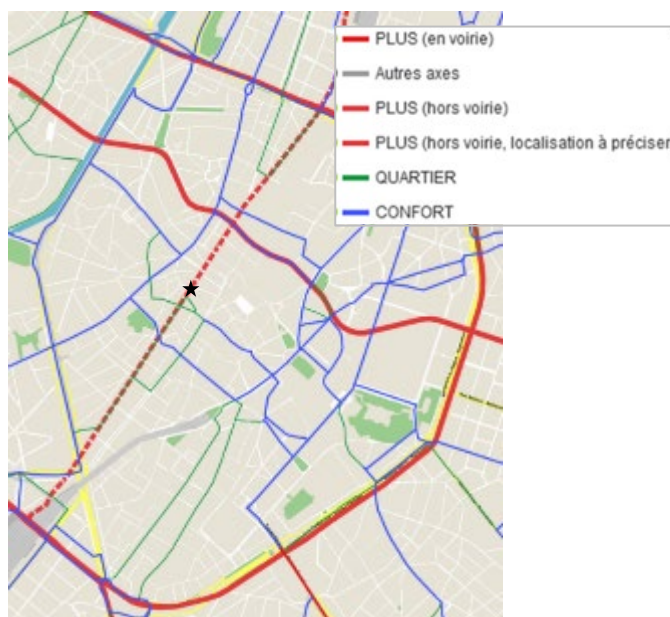 PLUS (en voirie)
Autres axes
PLUS (hors voirie)
PLUS (hors voirie, localisation à préciser
QUARTIER
CONFORT